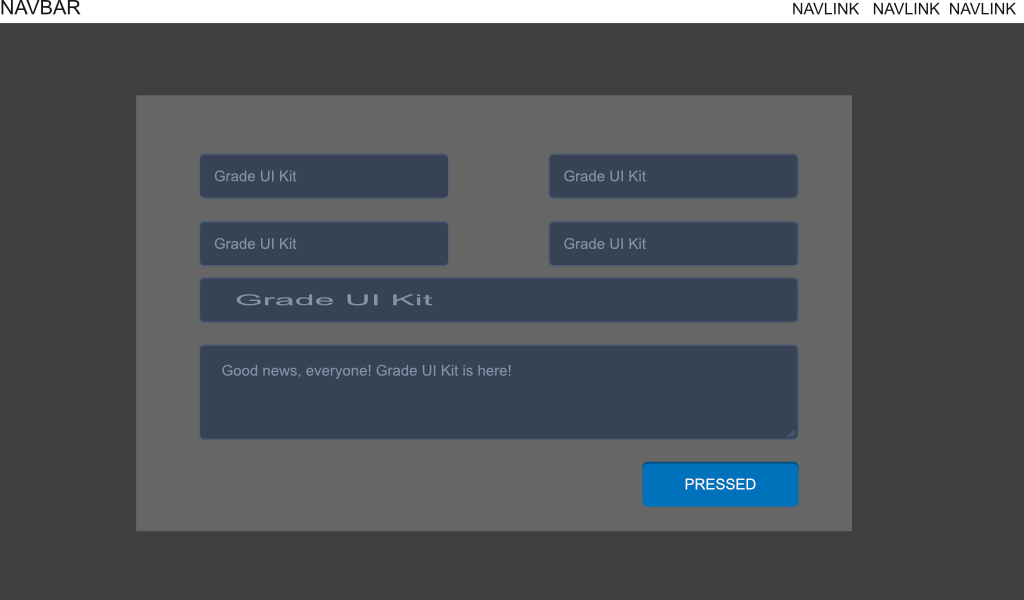 NAVBAR NAVLINK NAVLINK NAVLINK
Grade UI Kit Grade UI Kit
Grade UI Kit Grade UI Kit
Grade UI Kit
Good news, everyone! Grade UI Kit is here!
PRESSED